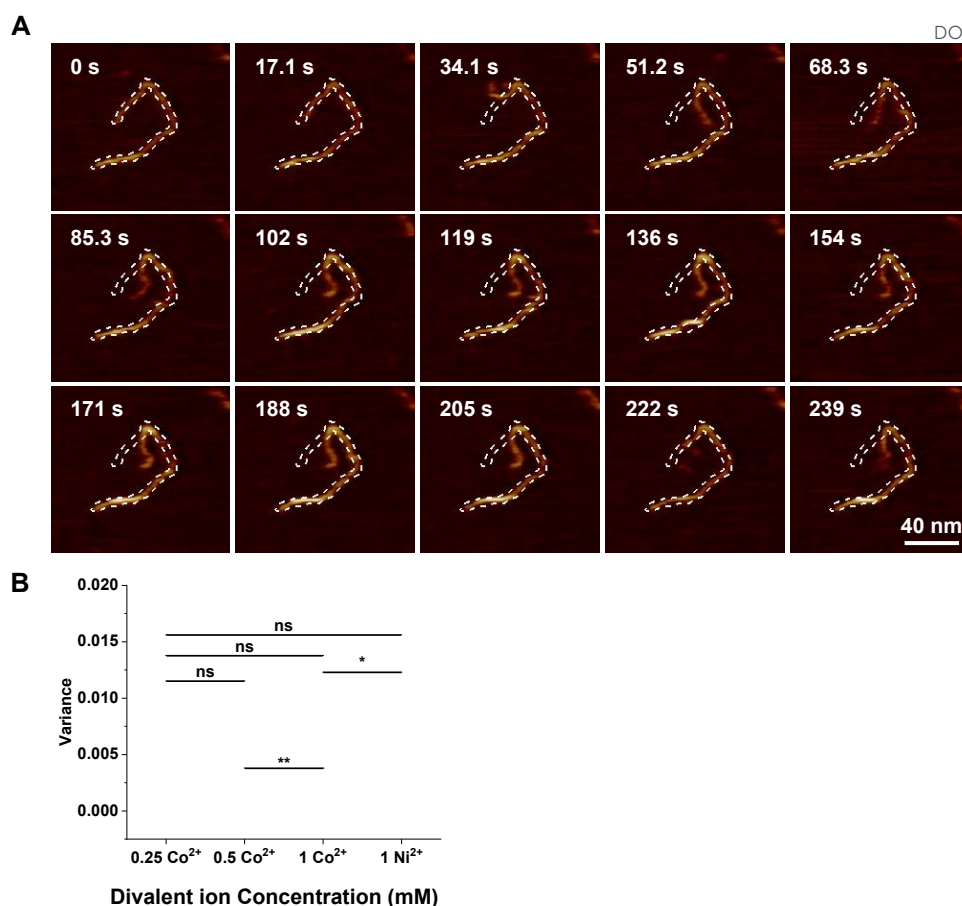 A
DO
0 s
17.1 s
34.1 s
51.2 s
68.3 s
85.3 s
102 s
119 s
136 s
154 s
171 s
188 s
205 s
222 s
239 s
40 nm
B
0.020
0.015
0.010
0.005
0.000
Variance
ns
ns
ns
*
**
0.25 Co²⁺
0.5 Co²⁺
1 Co²⁺
1 Ni²⁺
Divalent ion Concentration (mM)